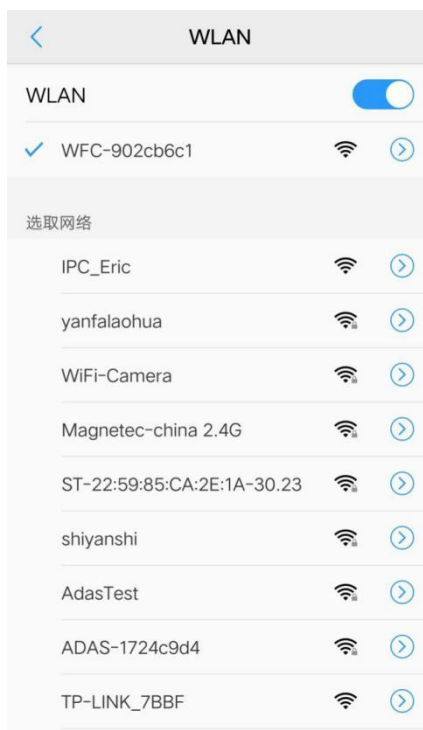 WLAN
WLAN
WFC-902cb6c1
选取网络
IPC_Eric
yanfalaohua
WiFi-Camera
Magnetec-china 2.4G
ST-22:59:85:CA:2E:1A-30.23
shiyanshi
AdasTest
ADAS-1724c9d4
TP-LINK_7BBF